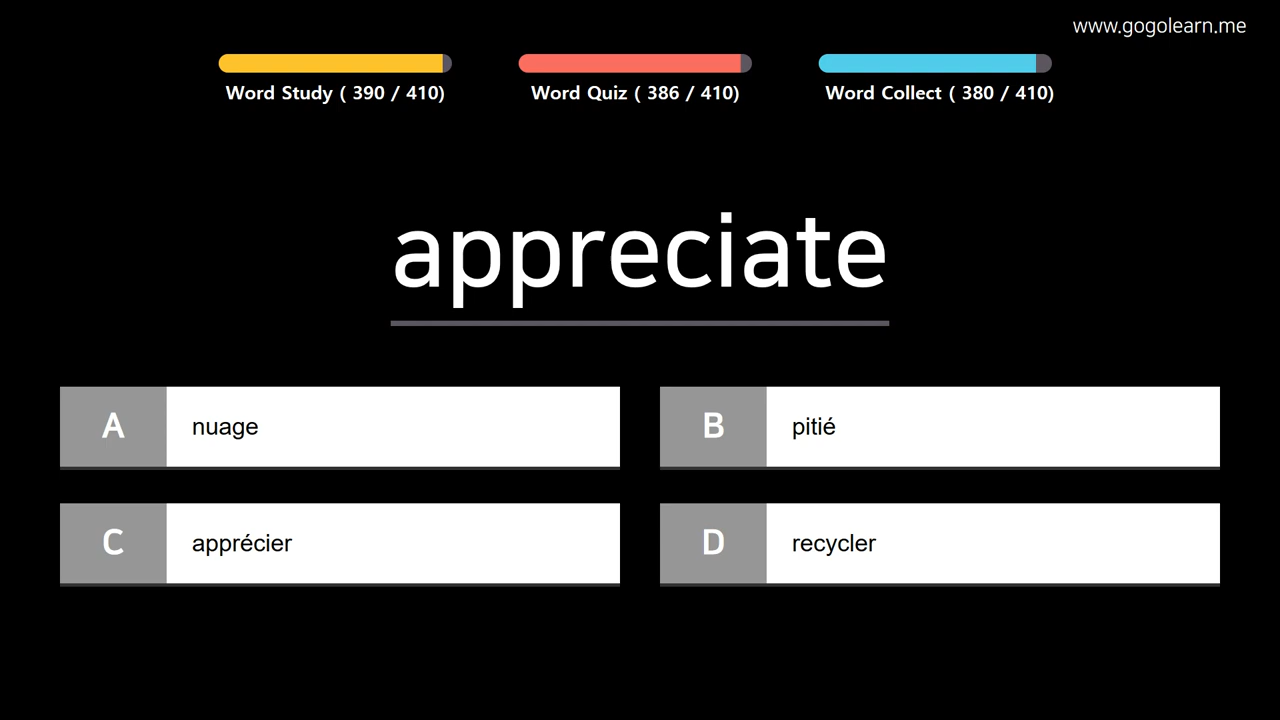 www.gogolearn.me
Word Study ( 390 / 410)
Word Quiz ( 386 / 410)
Word Collect ( 380 / 410)
appreciate
A nuage
B pitié
C apprécier
D recycler